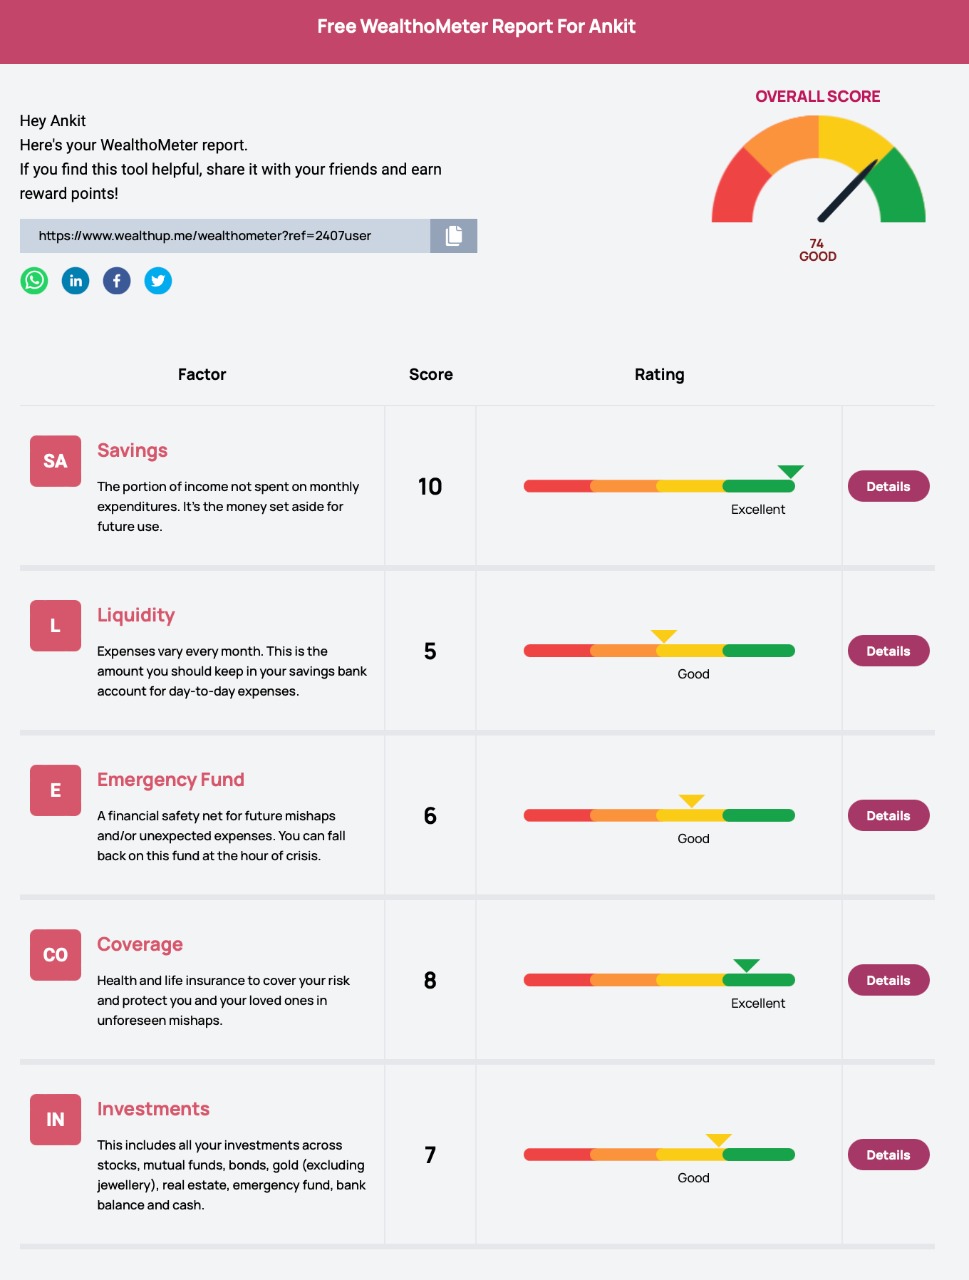 Free WealthoMeter Report For Ankit
OVERALL SCORE
Hey Ankit
Here's your WealthoMeter report.
If you find this tool helpful, share it with your friends and earn
reward points!
https://www.wealthup.me/wealthometer?ref=2407user
74
GOOD
Factor Score Rating
SA
Savings
The portion of income not spent on monthly
expenditures. It's the money set aside for
future use.
10
Excellent
Details
L
Liquidity
Expenses vary every month. This is the
amount you should keep in your savings bank
account for day-to-day expenses.
5
Good
Details
E
Emergency Fund
A financial safety net for future mishaps
and/or unexpected expenses. You can fall
back on this fund at the hour of crisis.
6
Good
Details
CO
Coverage
Health and life insurance to cover your risk
and protect you and your loved ones in
unforeseen mishaps.
8
Excellent
Details
IN
Investments
This includes all your investments across
stocks, mutual funds, bonds, gold (excluding
jewellery), real estate, emergency fund, bank
balance and cash.
7
Good
Details